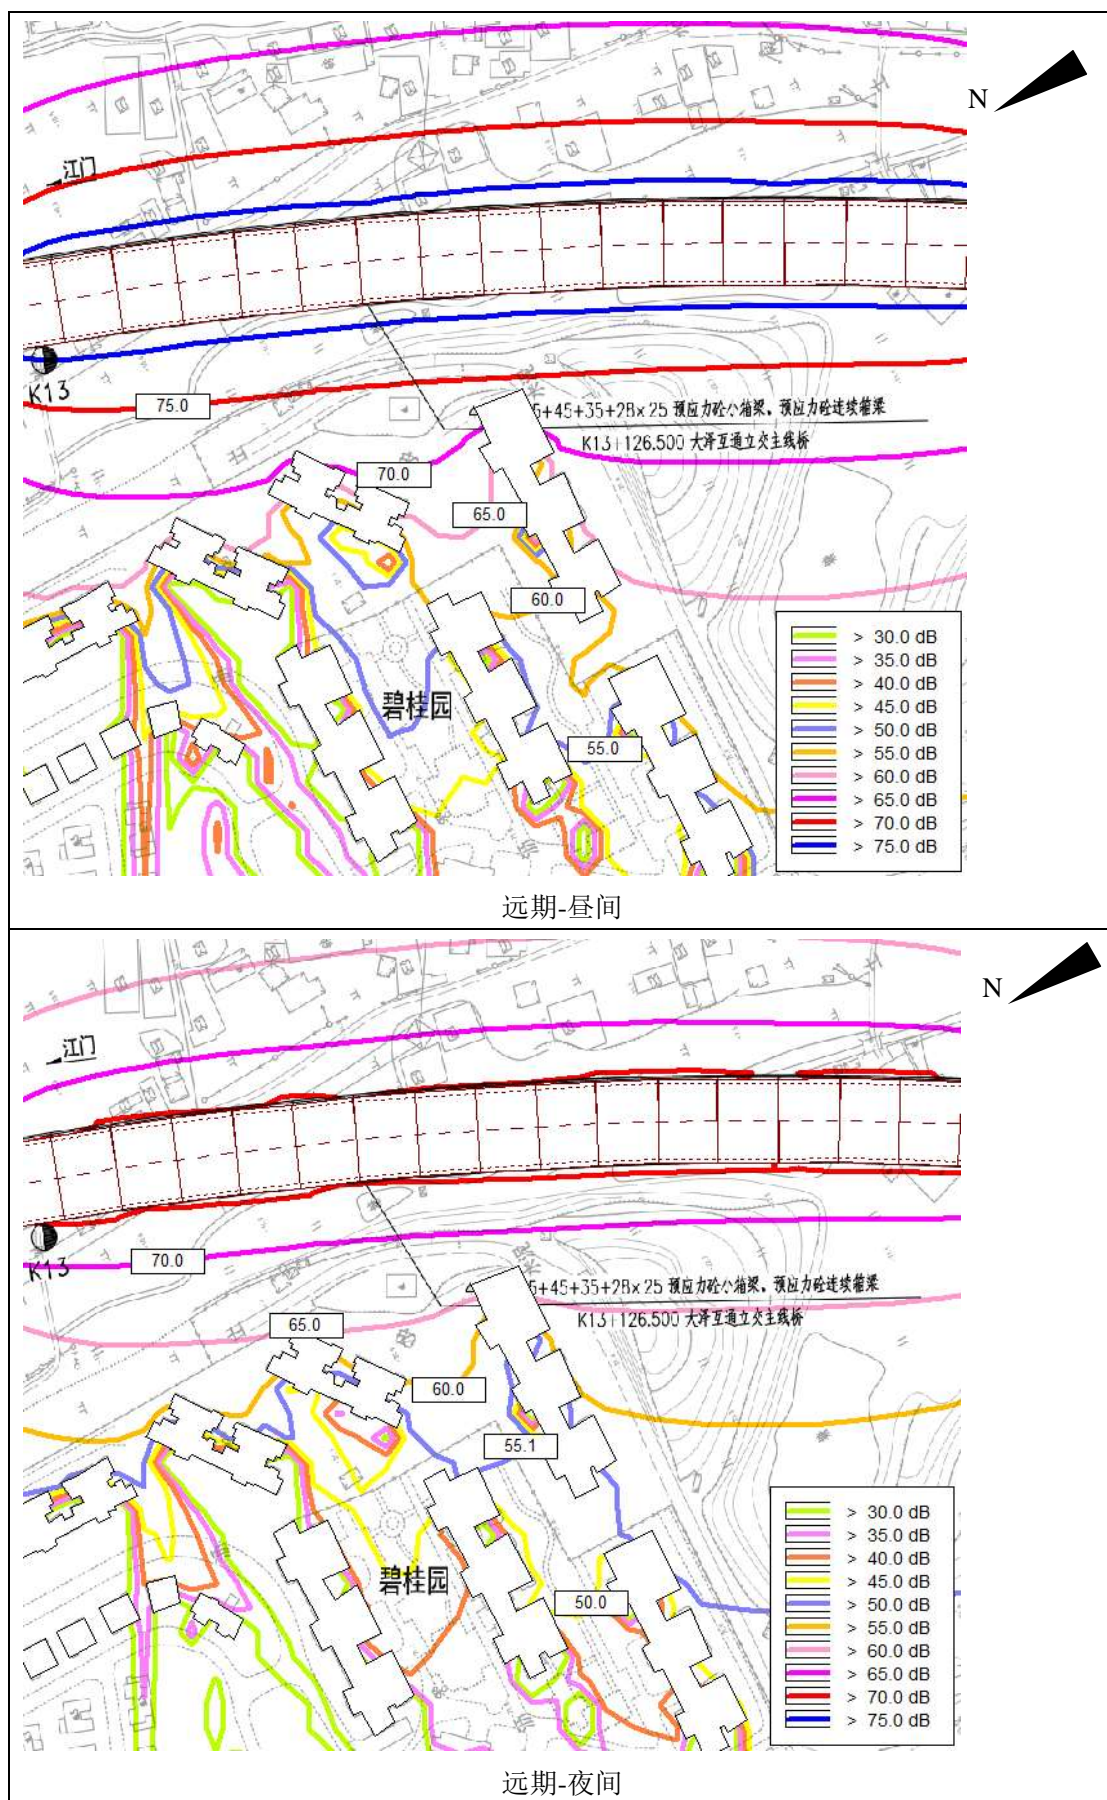 N
江门
K13
75.0
5+45+35+28×25 预应力砼小箱梁, 预应力砼连续箱梁
K13+126.500 大泽互通立交主线桥
70.0
65.0
60.0
碧桂园
55.0
> 30.0 dB
> 35.0 dB
> 40.0 dB
> 45.0 dB
> 50.0 dB
> 55.0 dB
> 60.0 dB
> 65.0 dB
> 70.0 dB
> 75.0 dB
远期-昼间
N
江门
K13
70.0
5+45+35+28×25 预应力砼小箱梁, 预应力砼连续箱梁
K13+126.500 大泽互通立交主线桥
65.0
60.0
55.1
碧桂园
50.0
> 30.0 dB
> 35.0 dB
> 40.0 dB
> 45.0 dB
> 50.0 dB
> 55.0 dB
> 60.0 dB
> 65.0 dB
> 70.0 dB
> 75.0 dB
远期-夜间